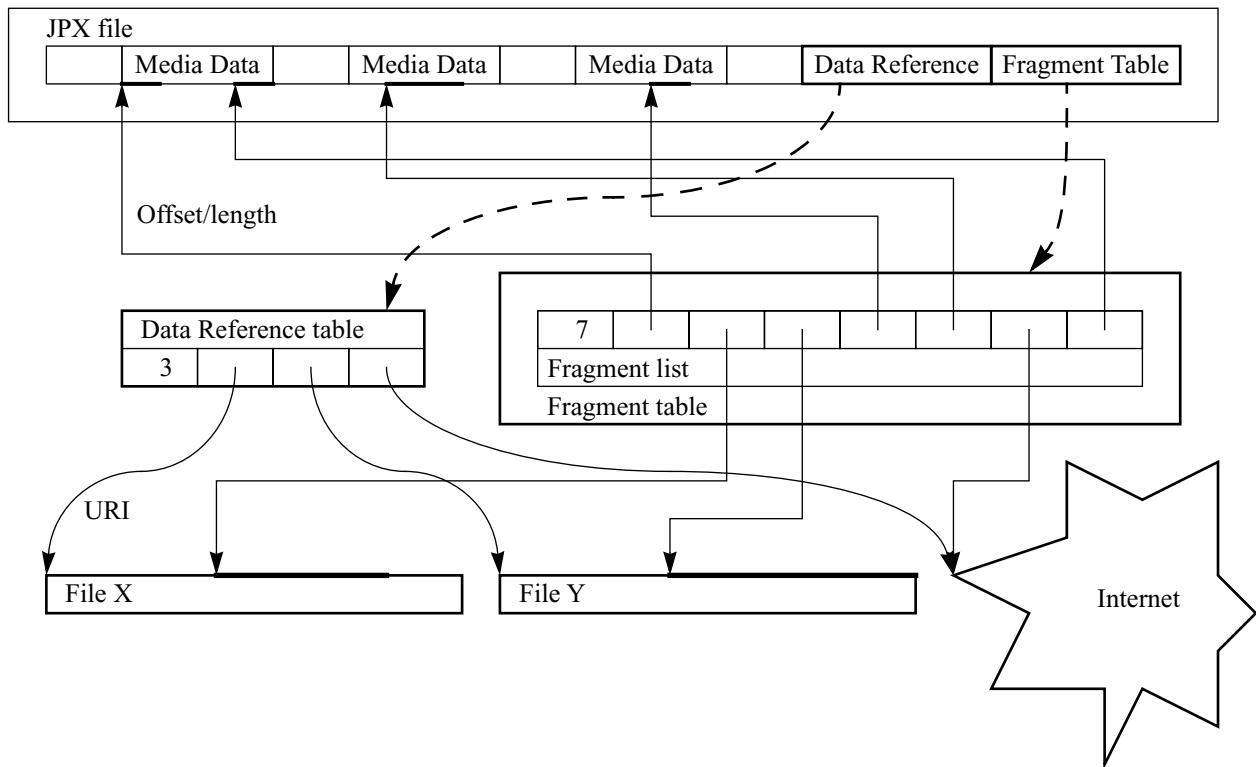 JPX file
Media Data
Media Data
Media Data
Data Reference
Fragment Table
Offset/length
Data Reference table
3
7
Fragment list
Fragment table
URI
File X
File Y
Internet